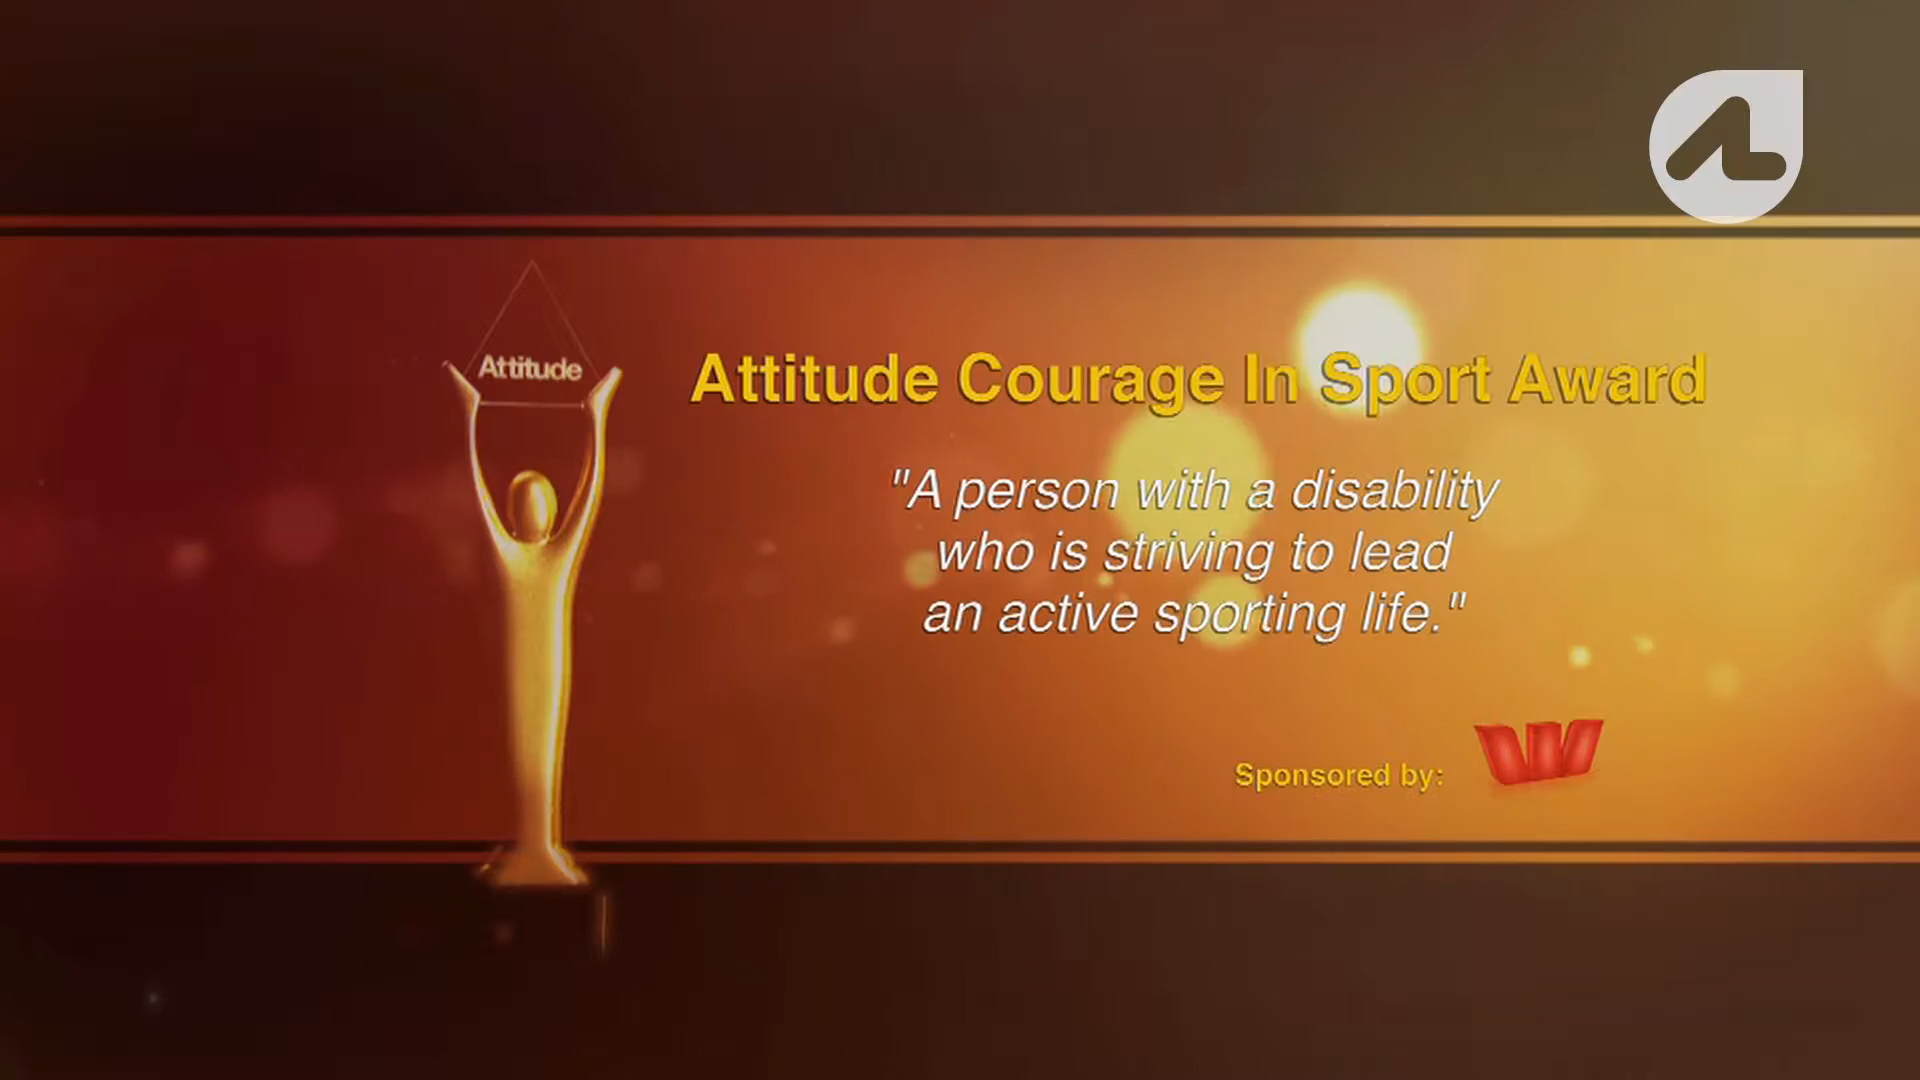 Attitude
Attitude Courage In Sport Award
"A person with a disability
who is striving to lead
an active sporting life."
Sponsored by: